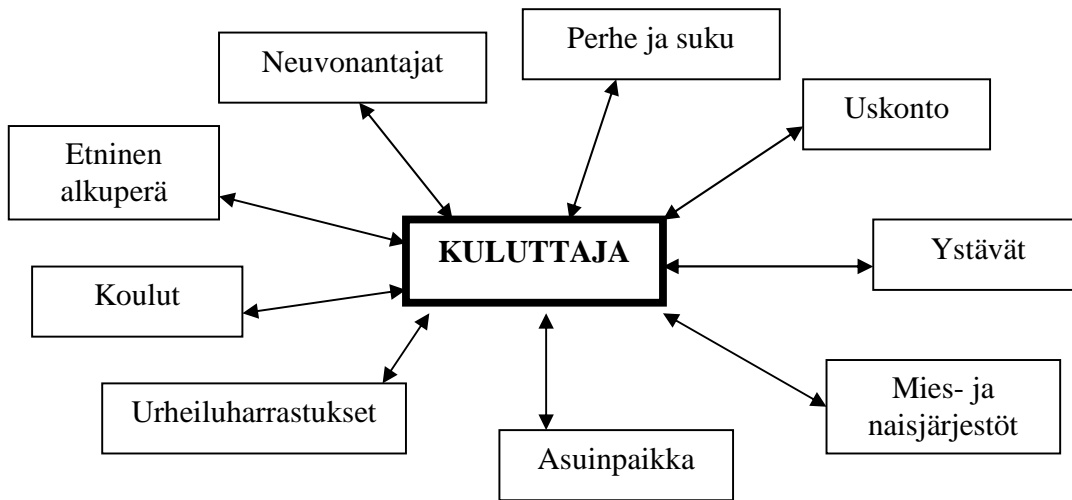 Perhe ja suku
Neuvonantajat
Uskonto
Etninen
alkuperä
KULUTTAJA
Ystävät
Koulut
Mies- ja
naisjärjestöt
Urheiluharrastukset
Asuinpaikka